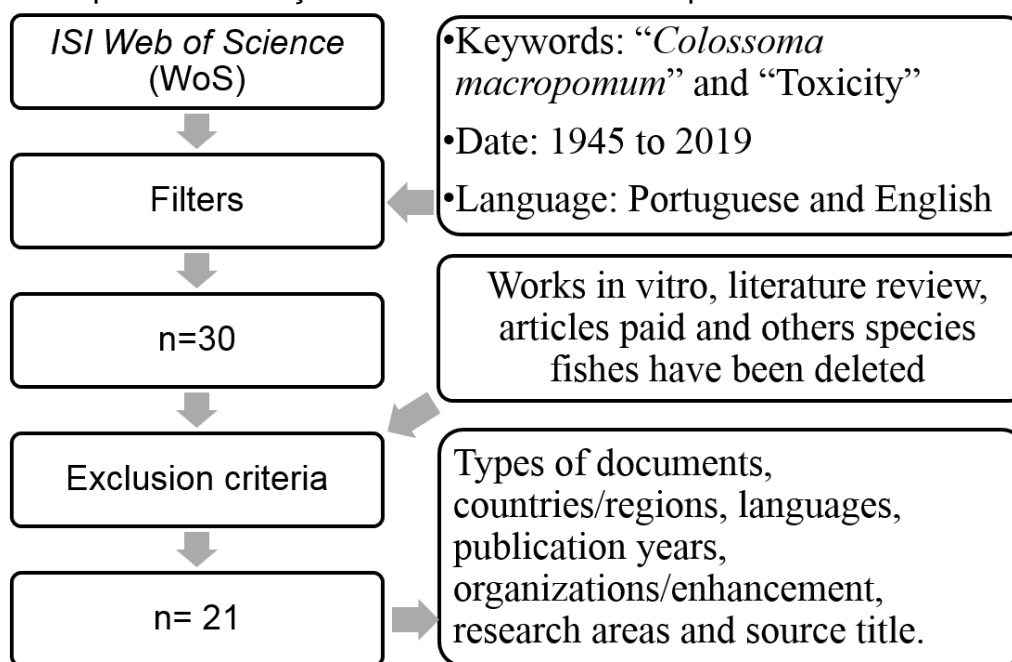 ISI Web of Science
(WoS)
•Keywords: “Colossoma
macropomum” and “Toxicity”
•Date: 1945 to 2019
•Language: Portuguese and English
Filters
n=30
Works in vitro, literature review,
articles paid and others species
fishes have been deleted
Exclusion criteria
Types of documents,
countries/regions, languages,
publication years,
organizations/enhancement,
research areas and source title.
n= 21